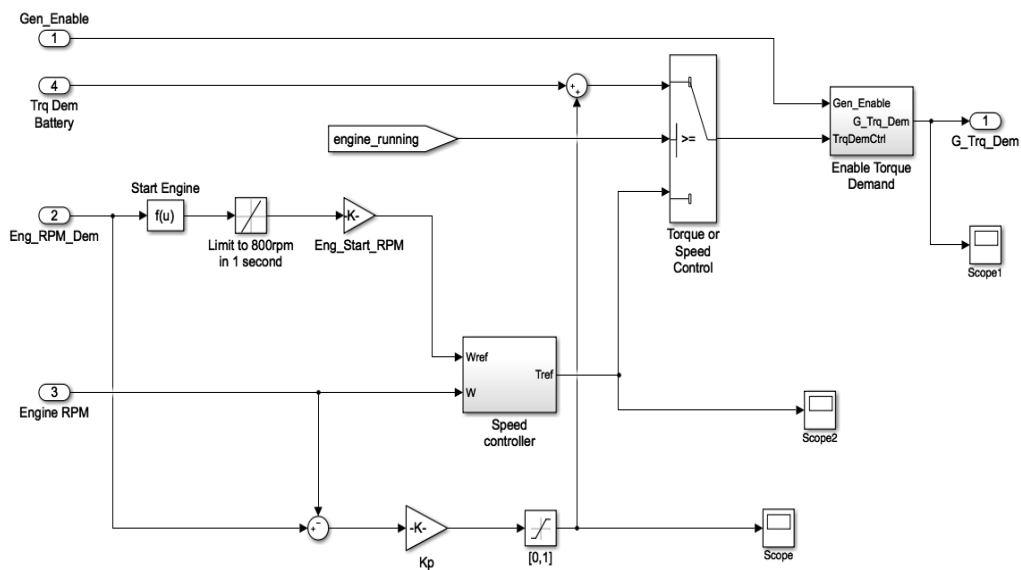 Gen_Enable
1
4
Trq Dem
Battery
+
+
engine_running
>=
Torque or
Speed
Control
Gen_Enable
G_Trq_Dem
TrqDemCtrl
Enable Torque
Demand
1
G_Trq_Dem
Scope1
2
Eng_RPM_Dem
Start Engine
f(u)
Limit to 800rpm
in 1 second
-K-
Eng_Start_RPM
3
Engine RPM
Wref
W
Tref
Speed
controller
Scope2
+
−
-K-
Kp
[0,1]
Scope